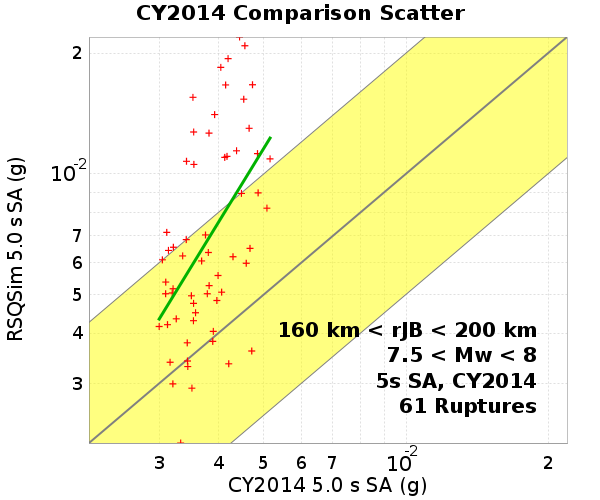 CY2014 Comparison Scatter
RSQSim 5.0 s SA (g)
2
10-2
7
6
5
4
3
160 km < rJB < 200 km
7.5 < Mw < 8
5s SA, CY2014
61 Ruptures
3 4 5 6 7 10-2 2
CY2014 5.0 s SA (g)